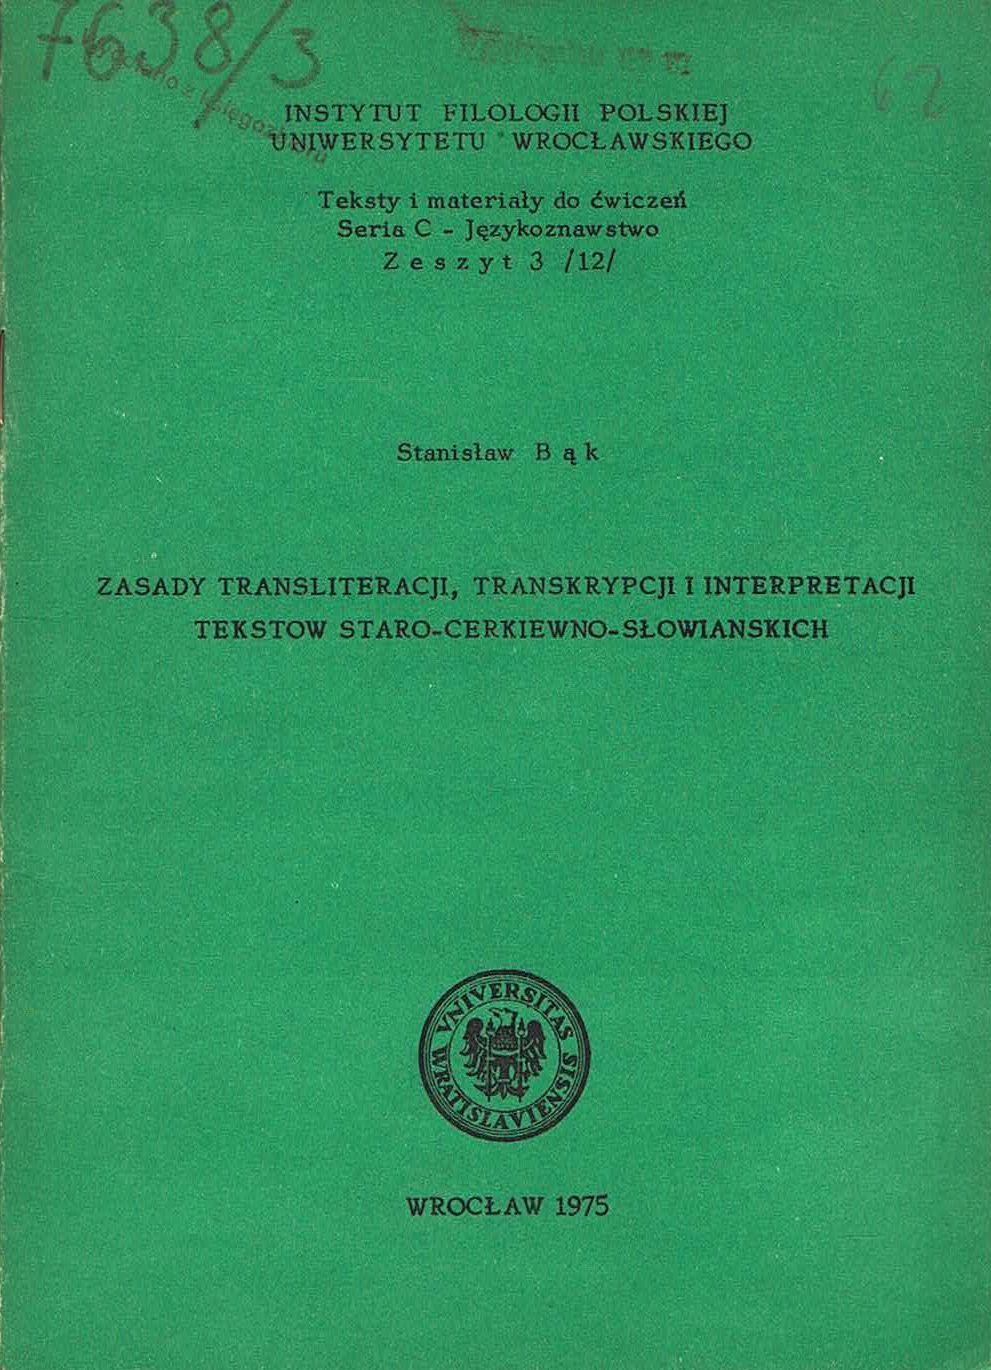 7638/3
62
INSTYTUT FILOLOGII POLSKIEJ
UNIWERSYTETU WROCŁAWSKIEGO
Teksty i materiały do ćwiczeń
Seria C - Językoznawstwo
Zeszyt 3 /12/
Stanisław Bąk
ZASADY TRANSLITERACJI, TRANSKRYPCJI I INTERPRETACJI
TEKSTOW STARO-CERKIEWNO-SŁOWIANSKICH
VNIVERSITAS
WRATISLAVIENSIS
WROCŁAW 1975